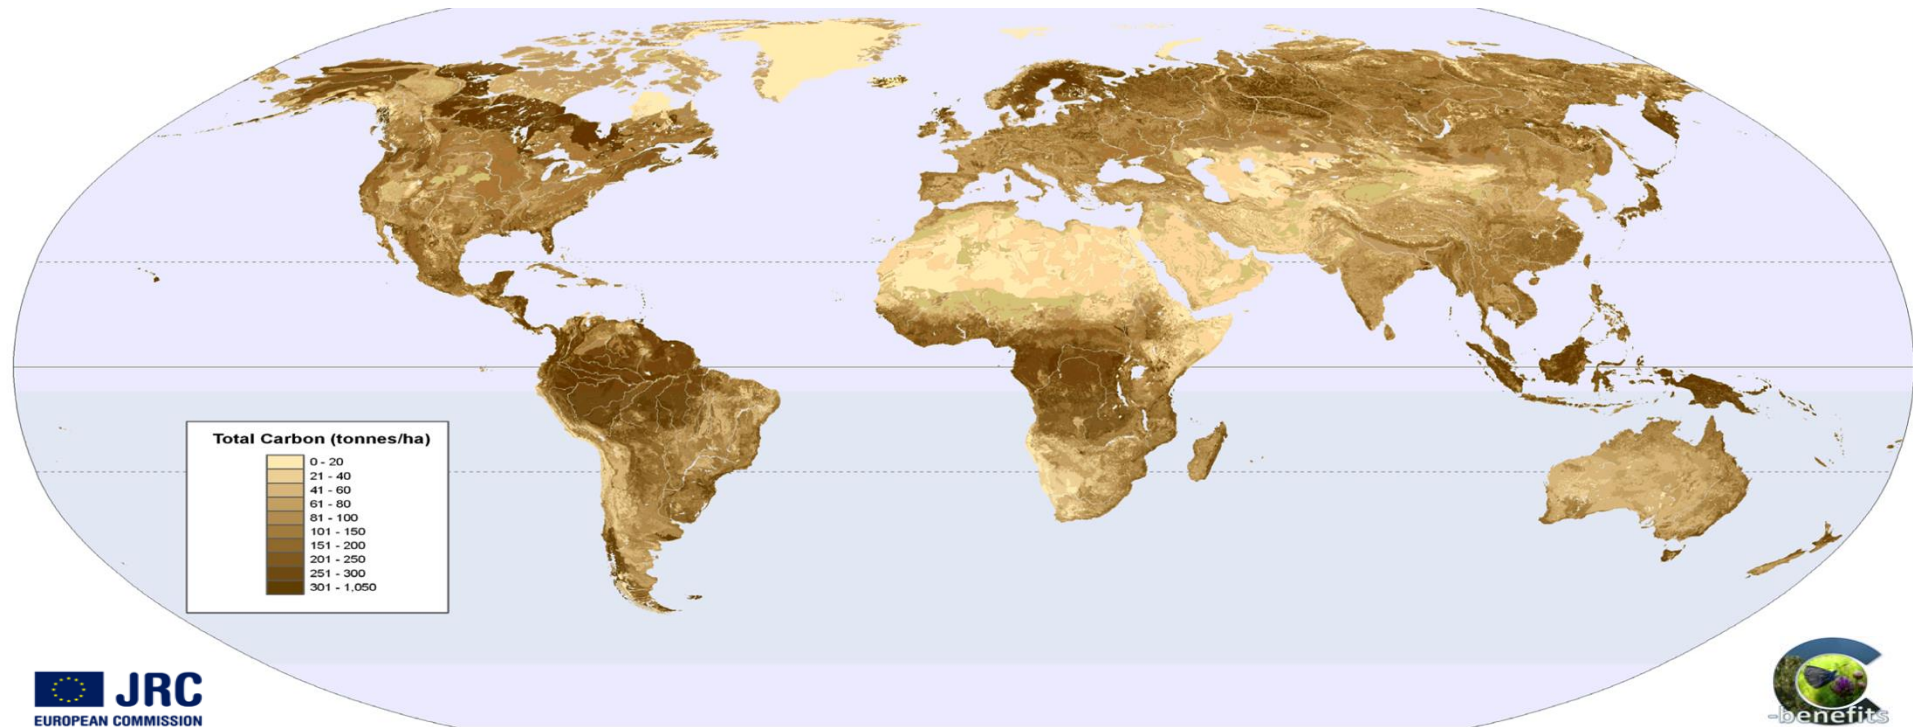 Total Carbon (tonnes/ha)
0 - 20
21 - 40
41 - 60
61 - 80
81 - 100
101 - 150
151 - 200
201 - 250
251 - 300
301 - 1,050
JRC
EUROPEAN COMMISSION
C
-benefits